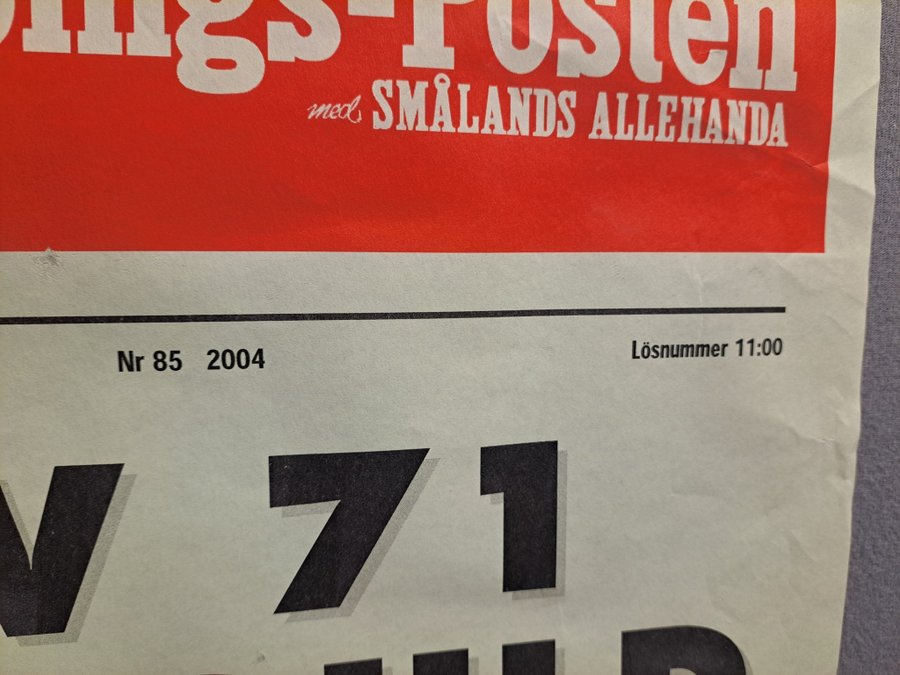 ings-Posten
med SMÅLANDS ALLEHANDA
Nr 85 2004 Lösnummer 11:00
V 71